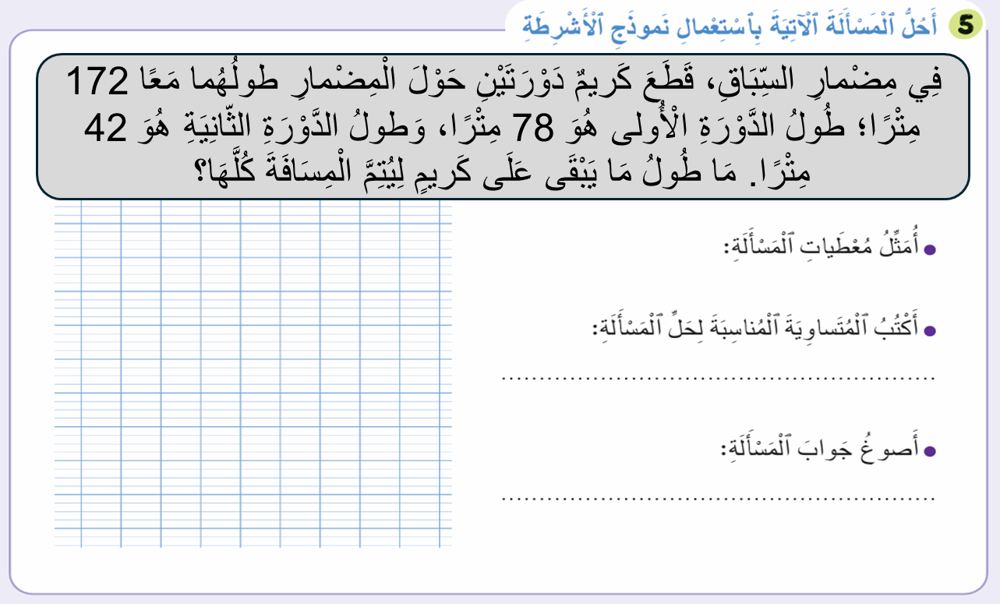 5 أَحُلُّ ٱلْمَسْأَلَةَ ٱلْآتِيَةَ بِٱسْتِعْمالِ نَموذَجِ ٱلْأَشْرِطَةِ
فِي مِضْمارِ السِّبَاقِ، قَطَعَ كَريمٌ دَوْرَتَيْنِ حَوْلَ الْمِضْمارِ طولُهُما مَعًا 172
مِتْرًا؛ طُولُ الدَّوْرَةِ الْأُولى هُوَ 78 مِتْرًا، وَطولُ الدَّوْرَةِ الثّانِيَةِ هُوَ 42
مِتْرًا. مَا طُولُ مَا يَبْقَى عَلَى كَريمٍ لِيُتِمَّ الْمِسَافَةَ كُلَّهَا؟
● أُمَثِّلُ مُعْطَياتِ ٱلْمَسْأَلَةِ:
● أَكْتُبُ ٱلْمُتَساوِيَةَ ٱلْمُناسِبَةَ لِحَلِّ ٱلْمَسْأَلَةِ:
........................................................
● أَصوغُ جَوابَ ٱلْمَسْأَلَةِ:
........................................................